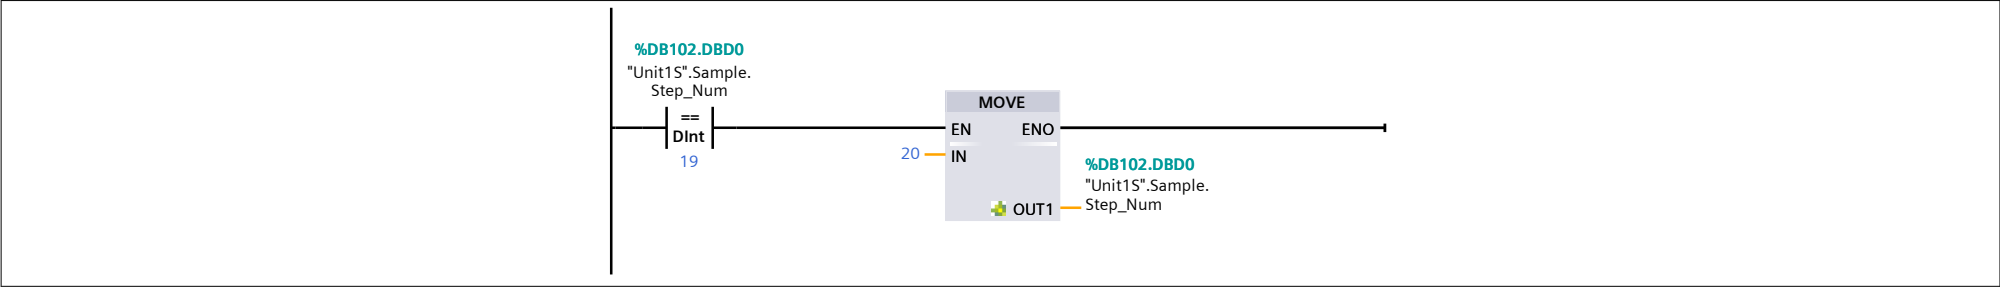 %DB102.DBD0
"Unit1S".Sample.
Step_Num
==
DInt
19
MOVE
EN ENO
20 IN
%DB102.DBD0
"Unit1S".Sample.
Step_Num
OUT1